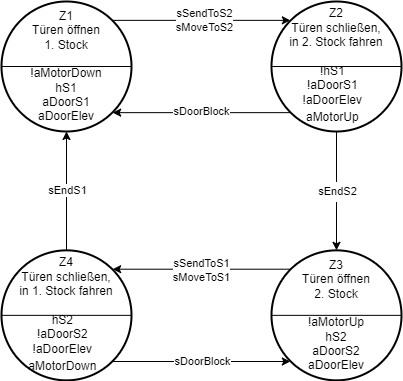 Z1
Türen öffnen
1. Stock
!aMotorDown
hS1
aDoorS1
aDoorElev
sSendToS2
sMoveToS2
Z2
Türen schließen,
in 2. Stock fahren
!hS1
!aDoorS1
!aDoorElev
aMotorUp
sDoorBlock
sEndS1
sEndS2
Z4
Türen schließen,
in 1. Stock fahren
hS2
!aDoorS2
!aDoorElev
aMotorDown
sSendToS1
sMoveToS1
Z3
Türen öffnen
2. Stock
!aMotorUp
hS2
aDoorS2
aDoorElev
sDoorBlock